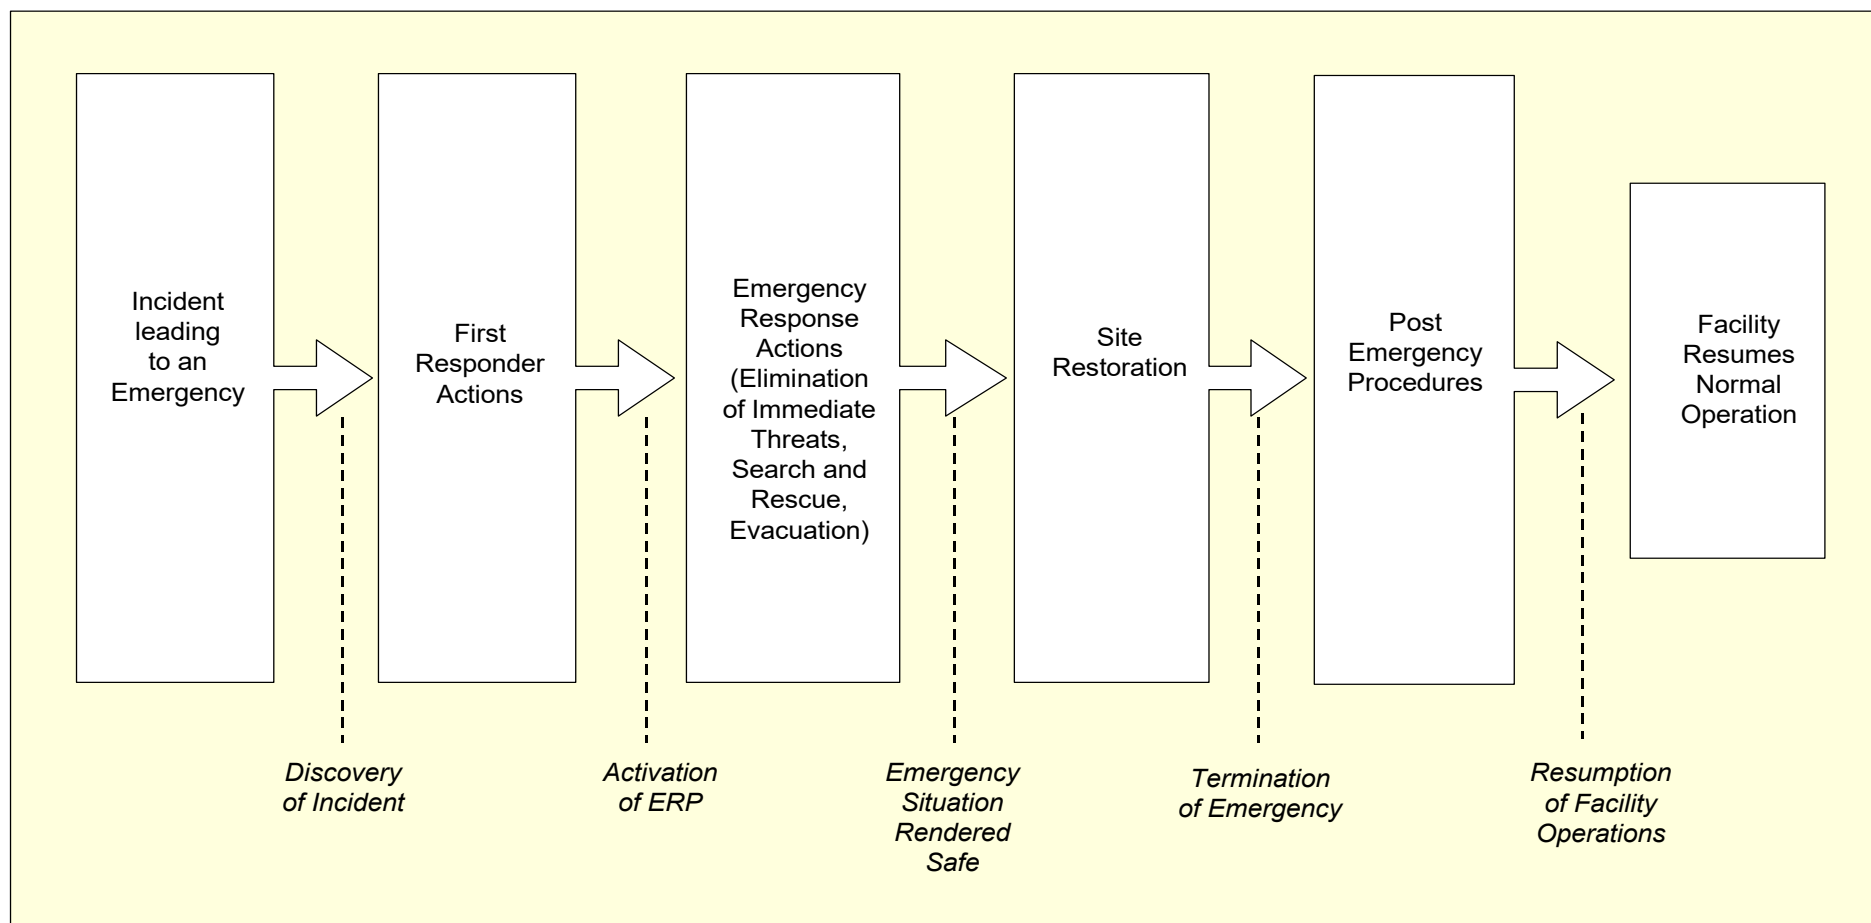 Incident
leading
to an
Emergency
First
Responder
Actions
Emergency
Response
Actions
(Elimination
of Immediate
Threats,
Search and
Rescue,
Evacuation)
Site
Restoration
Post
Emergency
Procedures
Facility
Resumes
Normal
Operation
Discovery
of Incident
Activation
of ERP
Emergency
Situation
Rendered
Safe
Termination
of Emergency
Resumption
of Facility
Operations